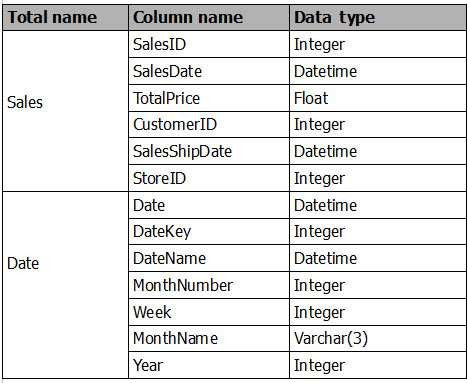 Total name Column name Data type
Sales
SalesID Integer
SalesDate Datetime
TotalPrice Float
CustomerID Integer
SalesShipDate Datetime
StoreID Integer
Date
Date Datetime
DateKey Integer
DateName Datetime
MonthNumber Integer
Week Integer
MonthName Varchar(3)
Year Integer